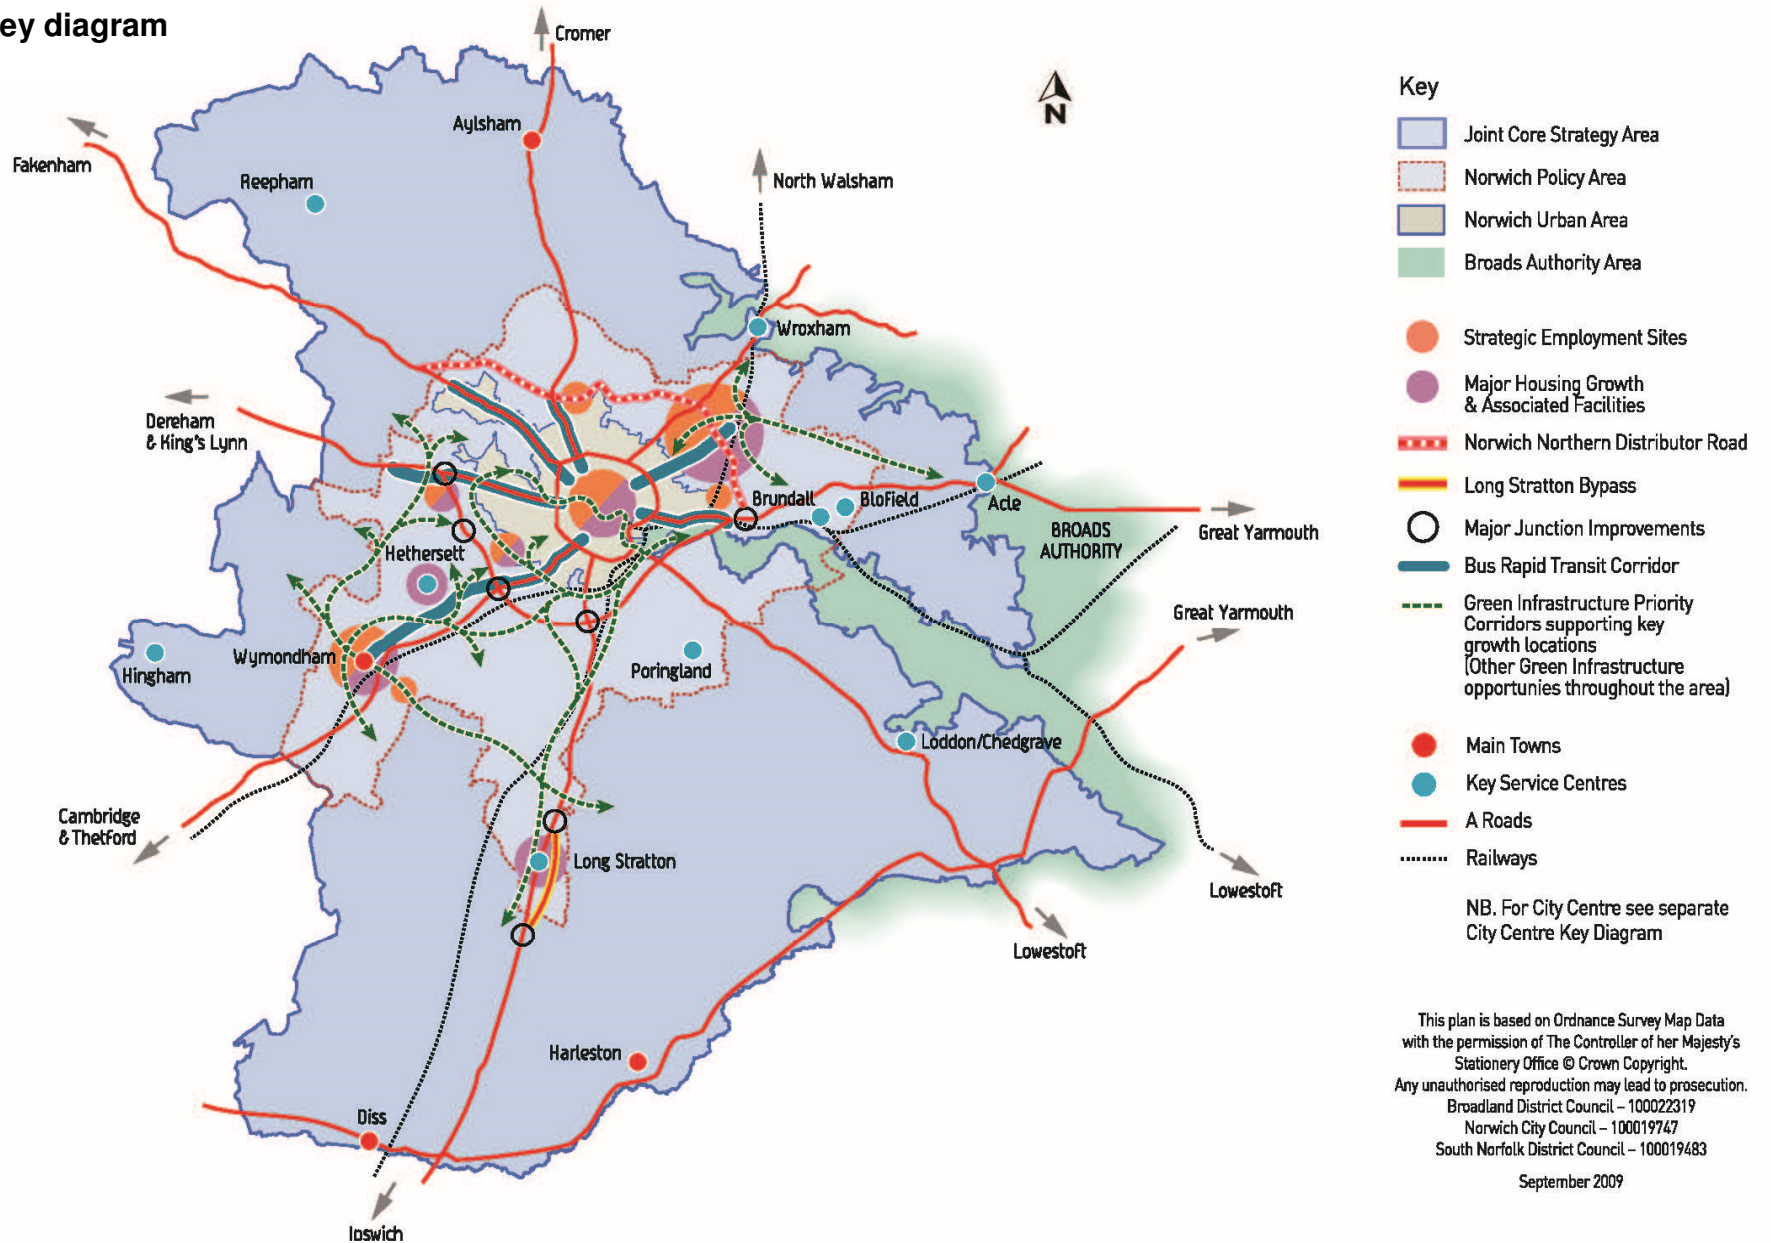 ey diagram
Cromer
Aylsham
Fakenham
Reepham
N
North Walsham
Wroxham
Dereham
& King's Lynn
Brundall
Blofield
Acle
BROADS
AUTHORITY
Great Yarmouth
Hethersett
Great Yarmouth
Hingham
Wymondham
Poringland
Loddon/Chedgrave
Cambridge
& Thetford
Long Stratton
Lowestoft
Lowestoft
Harleston
Diss
Ipswich
Key
Joint Core Strategy Area
Norwich Policy Area
Norwich Urban Area
Broads Authority Area
Strategic Employment Sites
Major Housing Growth
& Associated Facilities
Norwich Northern Distributor Road
Long Stratton Bypass
Major Junction Improvements
Bus Rapid Transit Corridor
Green Infrastructure Priority
Corridors supporting key
growth locations
(Other Green Infrastructure
opportunies throughout the area)
Main Towns
Key Service Centres
A Roads
Railways
NB. For City Centre see separate
City Centre Key Diagram
This plan is based on Ordnance Survey Map Data
with the permission of The Controller of her Majesty's
Stationery Office © Crown Copyright.
Any unauthorised reproduction may lead to prosecution.
Broadland District Council – 100022319
Norwich City Council – 100019747
South Norfolk District Council – 100019483
September 2009